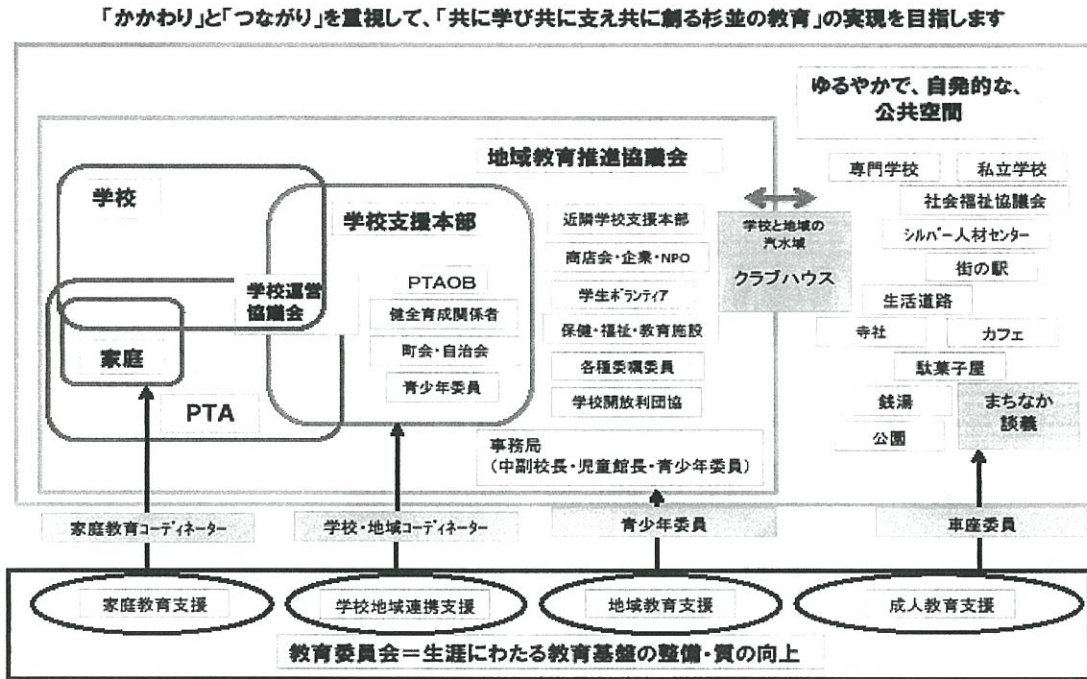 「かかわり」と「つながり」を重視して、「共に学び共に支え共に創る杉並の教育」の実現を目指します
ゆるやかで、自発的な、
公共空間
地域教育推進協議会
学校
学校支援本部
学校運営
協議会
家庭
PTA
PTAOB
健全育成関係者
町会・自治会
青少年委員
近隣学校支援本部
商店会・企業・NPO
学生ボランティア
保健・福祉・教育施設
各種委嘱委員
学校開放利団協
事務局
(中副校長・児童館長・青少年委員)
学校と地域の
汽水域
クラブハウス
専門学校
私立学校
社会福祉協議会
シルバー人材センター
街の駅
生活道路
寺社
カフェ
駄菓子屋
銭湯
まちなか
談義
公園
家庭教育コーディネーター
学校・地域コーディネーター
青少年委員
車座委員
家庭教育支援
学校地域連携支援
地域教育支援
成人教育支援
教育委員会＝生涯にわたる教育基盤の整備・質の向上